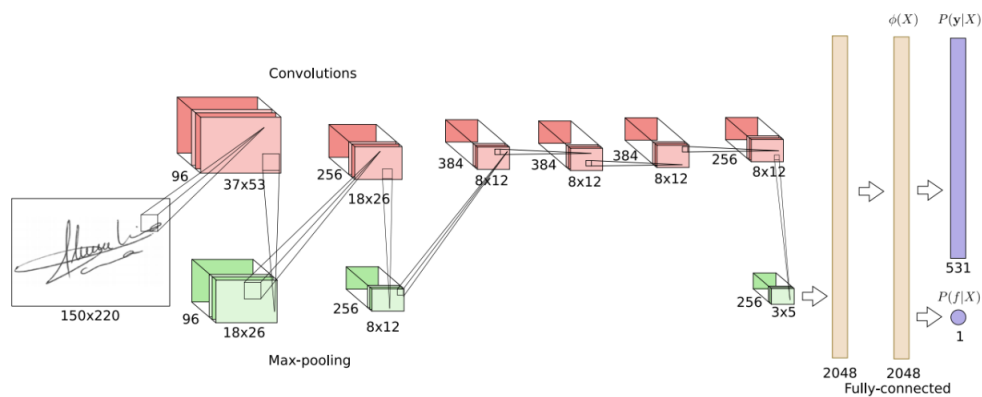 ϕ(X)
P(y|X)
Convolutions
96
37x53
256
18x26
384
8x12
384
8x12
384
8x12
256
8x12
150x220
96
18x26
256
8x12
256
3x5
Max-pooling
2048
2048
Fully-connected
531
P(f|X)
1